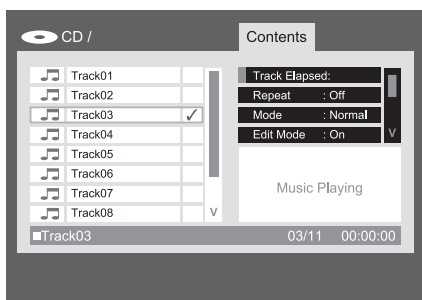 CD /
Contents
Track01
Track02
Track03 ✓
Track04
Track05
Track06
Track07
Track08
Track Elapsed:
Repeat : Off
Mode : Normal
Edit Mode : On
V
Music Playing
V
■Track03 03/11 00:00:00